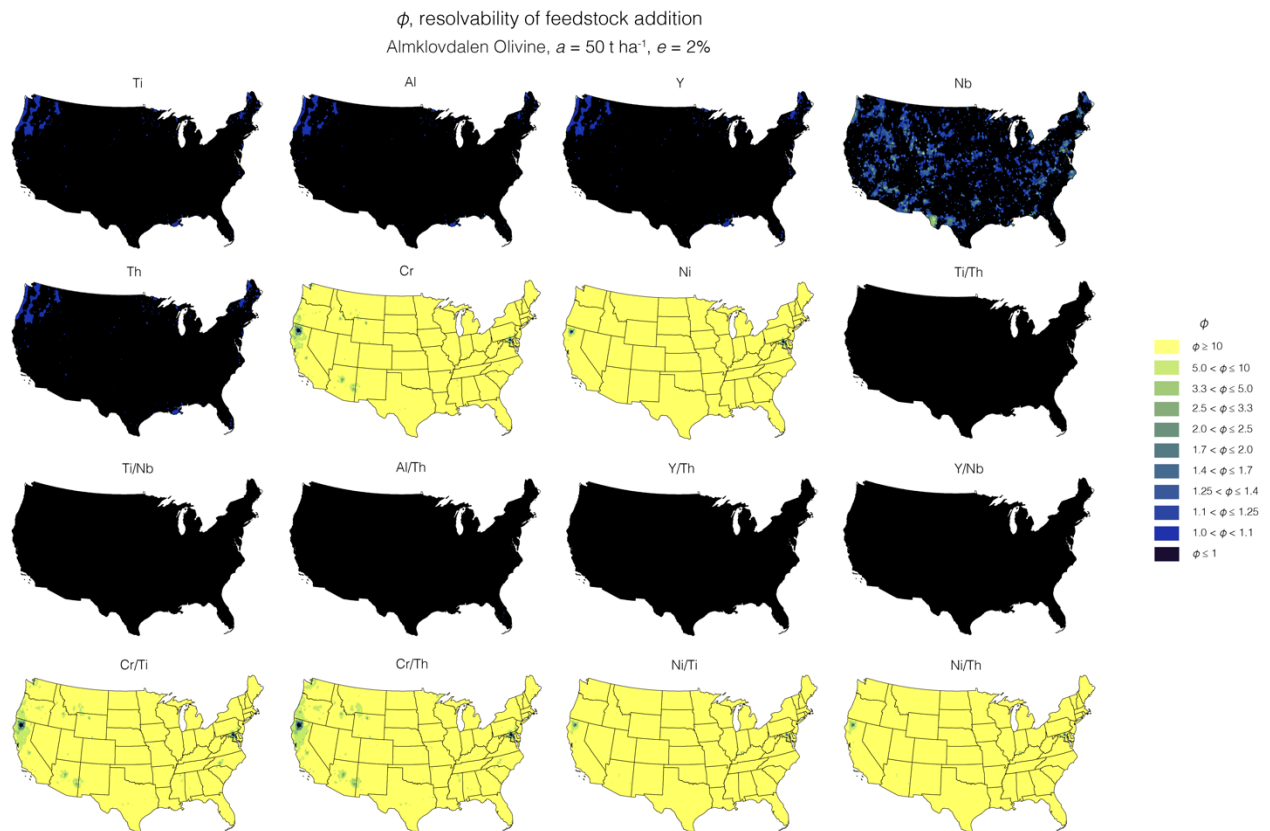 ϕ, resolvability of feedstock addition
Almklovdalen Olivine, a = 50 t ha⁻¹, e = 2%
Ti
Al
Y
Nb
Th
Cr
Ni
Ti/Th
Ti/Nb
Al/Th
Y/Th
Y/Nb
Cr/Ti
Cr/Th
Ni/Ti
Ni/Th
ϕ
ϕ ≥ 10
5.0 < ϕ ≤ 10
3.3 < ϕ ≤ 5.0
2.5 < ϕ ≤ 3.3
2.0 < ϕ ≤ 2.5
1.7 < ϕ ≤ 2.0
1.4 < ϕ ≤ 1.7
1.25 < ϕ ≤ 1.4
1.1 < ϕ ≤ 1.25
1.0 < ϕ < 1.1
ϕ ≤ 1